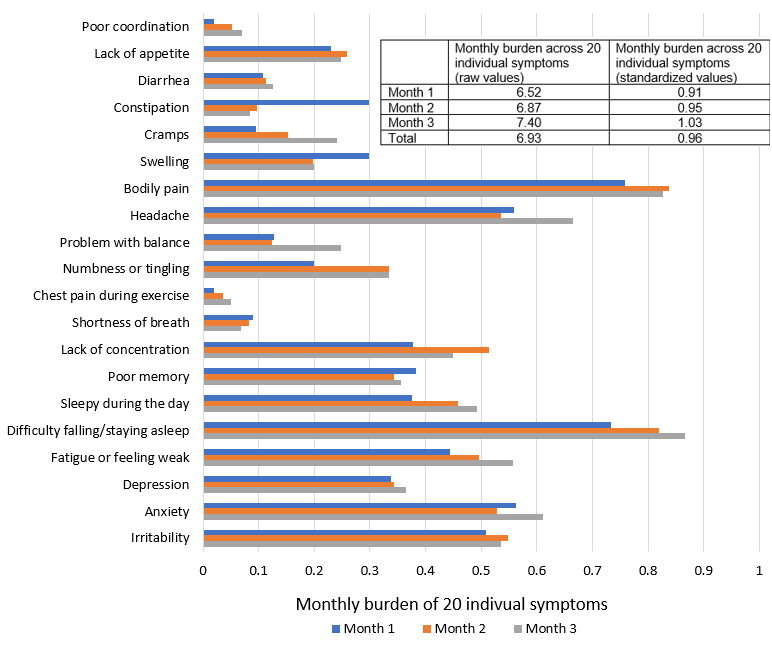 Poor coordination
Lack of appetite
Diarrhea
Constipation
Cramps
Swelling
Bodily pain
Headache
Problem with balance
Numbness or tingling
Chest pain during exercise
Shortness of breath
Lack of concentration
Poor memory
Sleepy during the day
Difficulty falling/staying asleep
Fatigue or feeling weak
Depression
Anxiety
Irritability
Monthly burden across 20 individual symptoms (raw values) Monthly burden across 20 individual symptoms (standardized values)
Month 1 6.52 0.91
Month 2 6.87 0.95
Month 3 7.40 1.03
Total 6.93 0.96
0 0.1 0.2 0.3 0.4 0.5 0.6 0.7 0.8 0.9 1
Monthly burden of 20 indivual symptoms
Month 1 Month 2 Month 3